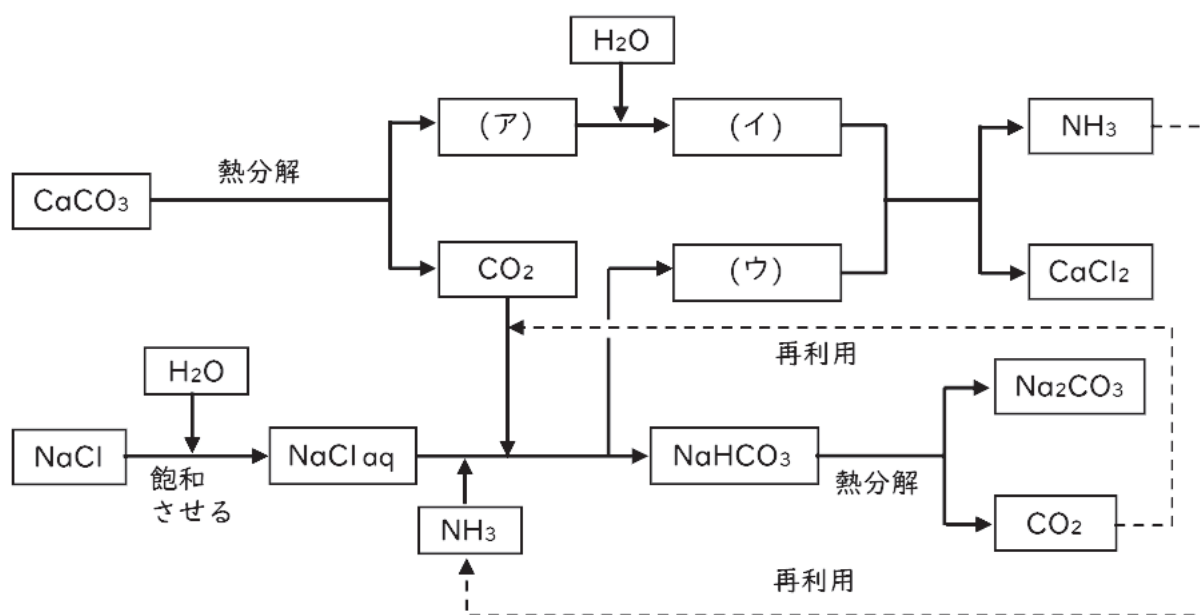 H₂O
(ア)
(イ)
NH₃
熱分解
CaCO₃
CO₂
(ウ)
CaCl₂
再利用
H₂O
Na₂CO₃
NaCl
NaCl aq
NaHCO₃
飽和
させる
熱分解
NH₃
CO₂
再利用